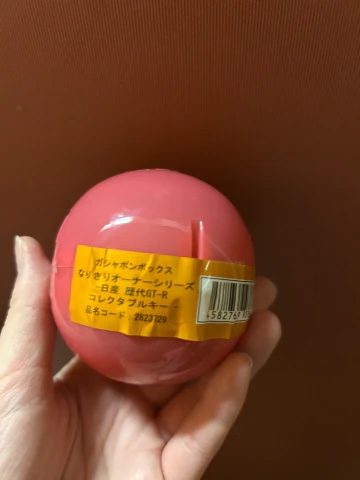 ガシャポンボックス
なりきりオーナーシリーズ
-日産 歴代GT-R
コレクタブルキー -
品名コード:2823729
4582769